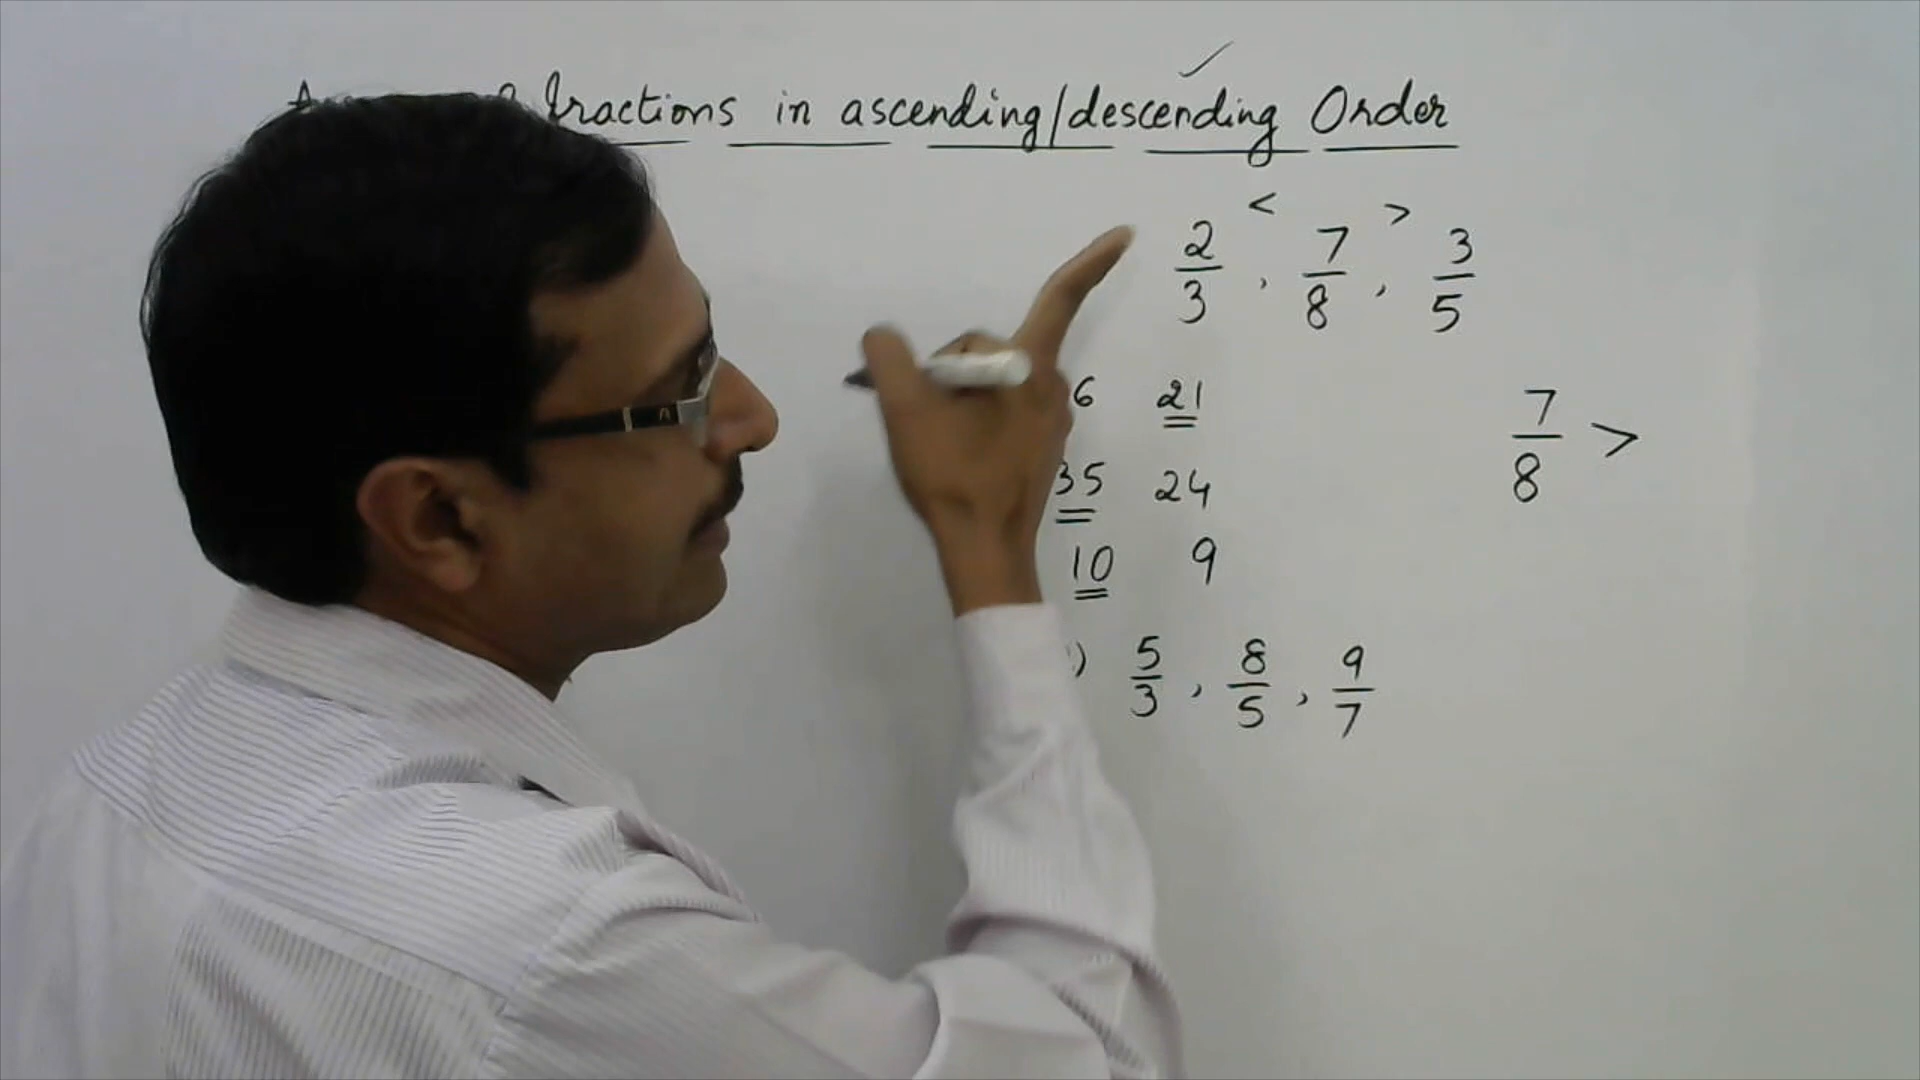 fractions in ascending/descending Order
< >
2/3 , 7/8 , 3/5
6 21
7/8 >
35 24
10 9
) 5/3 , 8/5 , 9/7